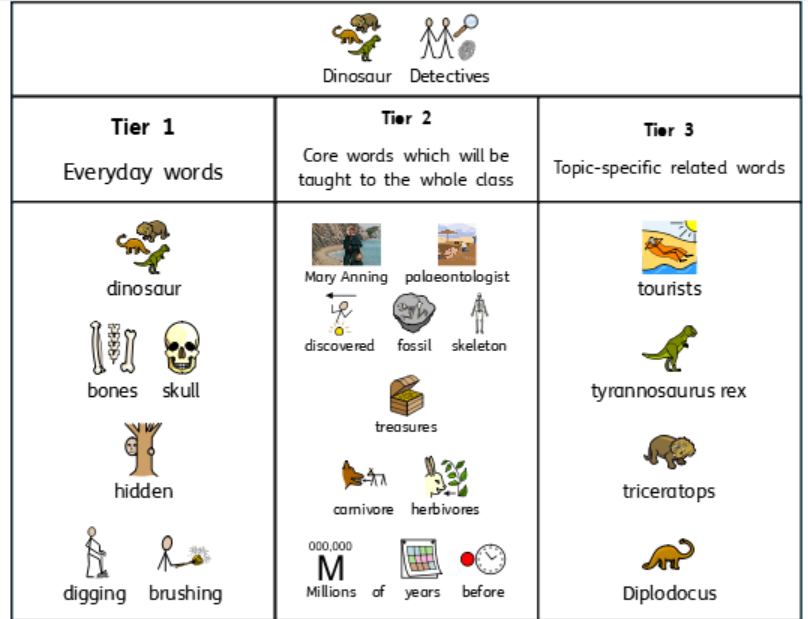 Dinosaur Detectives
Tier 1
Everyday words
Tier 2
Core words which will be
taught to the whole class
Tier 3
Topic-specific related words
dinosaur
bones skull
hidden
digging brushing
Mary Anning palaeontologist
discovered fossil skeleton
treasures
carnivore herbivores
000,000
M
Millions of years before
tourists
tyrannosaurus rex
triceratops
Diplodocus